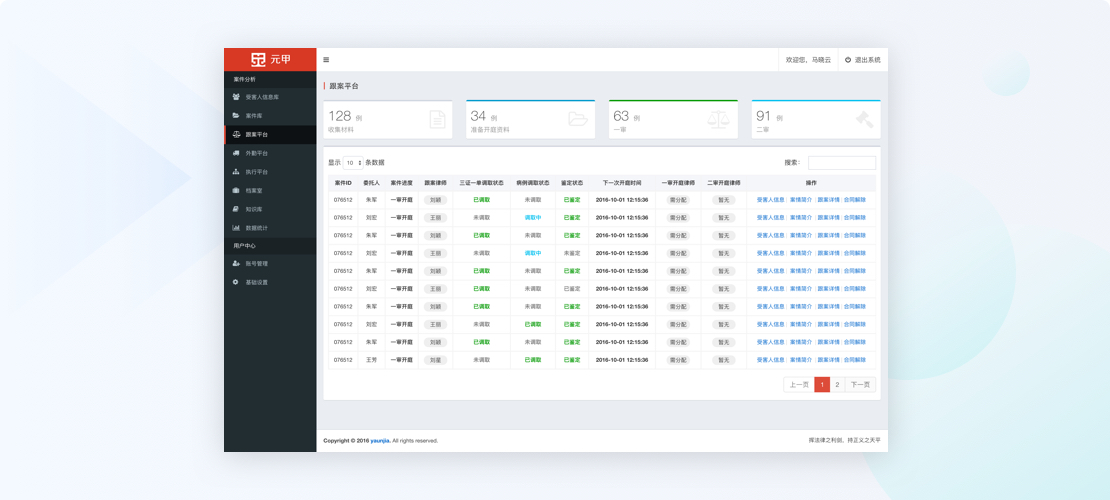 元甲
欢迎您，马晓云
退出系统
案件分析
受害人信息库
案件库
跟案平台
外勤平台
执行平台
档案室
知识库
数据统计
用户中心
账号管理
基础设置
跟案平台
128 例
收集材料
34 例
准备开庭资料
63 例
一审
91 例
二审
显示 10 条数据
搜索：
案件ID 委托人 案件进度 跟案律师 三证一单调取状态 病例调取状态 鉴定状态 下一次开庭时间 一审开庭律师 二审开庭律师 操作
076512 朱军 一审开庭 刘颖 已调取 未调取 已鉴定 2016-10-01 12:15:36 需分配 暂无 受害人信息 案情简介 跟案详情 合同解除
076512 刘宏 一审开庭 王丽 未调取 调取中 已鉴定 2016-10-01 12:15:36 需分配 暂无 受害人信息 案情简介 跟案详情 合同解除
076512 朱军 一审开庭 刘颖 已调取 未调取 已鉴定 2016-10-01 12:15:36 需分配 暂无 受害人信息 案情简介 跟案详情 合同解除
076512 刘宏 一审开庭 王丽 未调取 调取中 未鉴定 2016-10-01 12:15:36 需分配 暂无 受害人信息 案情简介 跟案详情 合同解除
076512 朱军 一审开庭 刘颖 已调取 未调取 已鉴定 2016-10-01 12:15:36 需分配 暂无 受害人信息 案情简介 跟案详情 合同解除
076512 刘宏 一审开庭 王丽 未调取 未调取 未鉴定 2016-10-01 12:15:36 需分配 暂无 受害人信息 案情简介 跟案详情 合同解除
076512 朱军 一审开庭 刘颖 已调取 未调取 已鉴定 2016-10-01 12:15:36 需分配 暂无 受害人信息 案情简介 跟案详情 合同解除
076512 刘宏 一审开庭 王丽 未调取 已调取 已鉴定 2016-10-01 12:15:36 需分配 暂无 受害人信息 案情简介 跟案详情 合同解除
076512 朱军 一审开庭 刘颖 已调取 未调取 已鉴定 2016-10-01 12:15:36 需分配 暂无 受害人信息 案情简介 跟案详情 合同解除
076512 王芳 一审开庭 刘星 未调取 已调取 已鉴定 2016-10-01 12:15:36 需分配 暂无 受害人信息 案情简介 跟案详情 合同解除
上一页 1 2 下一页
Copyright © 2016 yaunjia. All rights reserved.
挥法律之利剑，持正义之天平